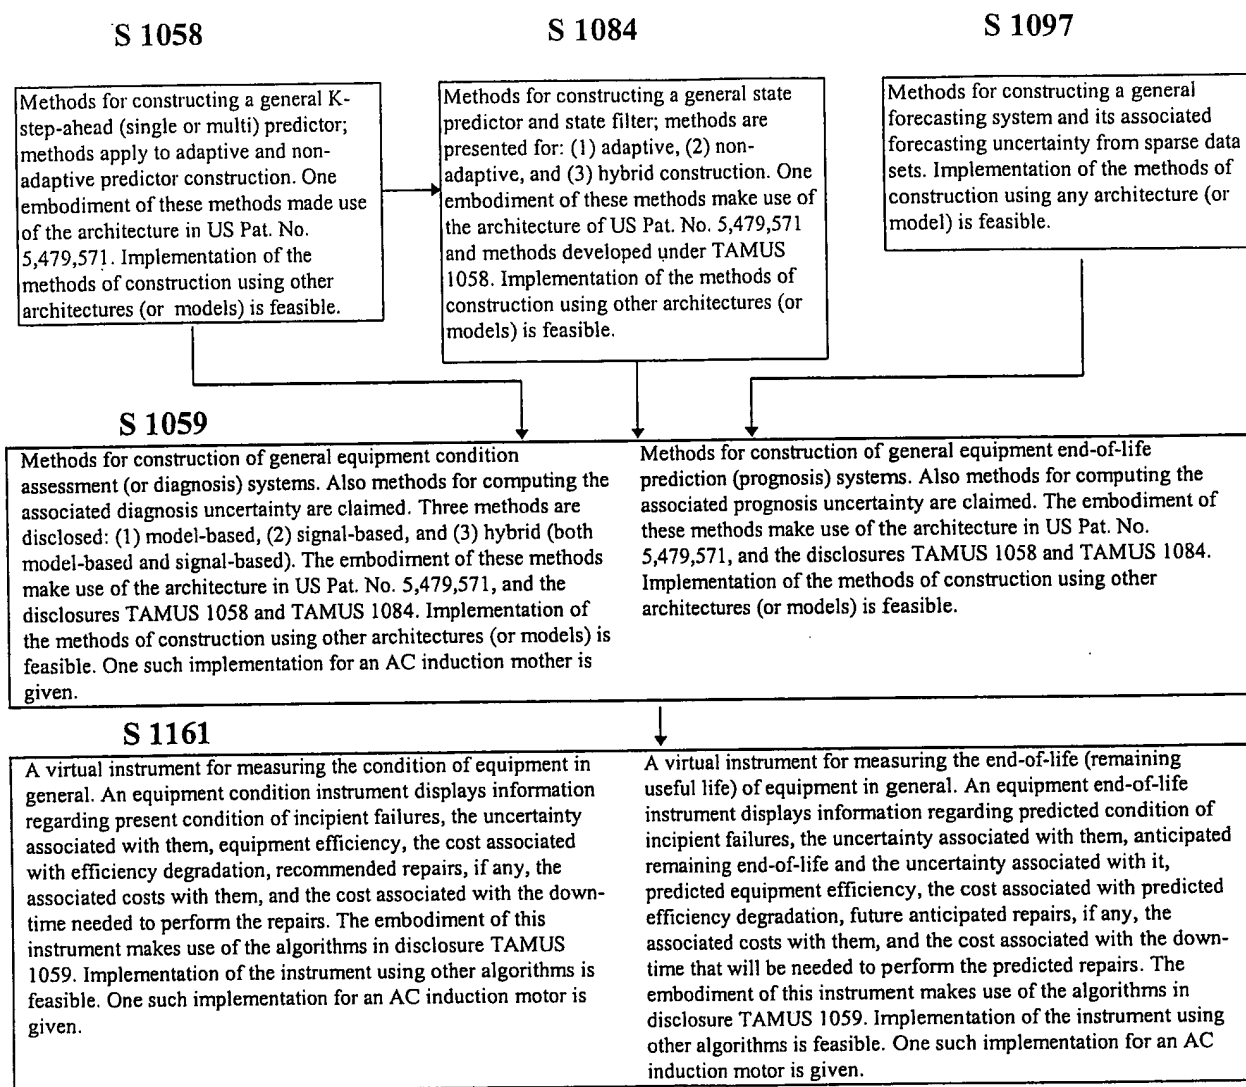 S 1058
S 1084
S 1097
Methods for constructing a general K-
step-ahead (single or multi) predictor;
methods apply to adaptive and non-
adaptive predictor construction. One
embodiment of these methods made use
of the architecture in US Pat. No.
5,479,571. Implementation of the
methods of construction using other
architectures (or models) is feasible.
Methods for constructing a general state
predictor and state filter; methods are
presented for: (1) adaptive, (2) non-
adaptive, and (3) hybrid construction. One
embodiment of these methods make use
of the architecture of US Pat. No. 5,479,571
and methods developed under TAMUS
1058. Implementation of the methods of
construction using other architectures (or
models) is feasible.
Methods for constructing a general
forecasting system and its associated
forecasting uncertainty from sparse data
sets. Implementation of the methods of
construction using any architecture (or
model) is feasible.
S 1059
Methods for construction of general equipment condition
assessment (or diagnosis) systems. Also methods for computing the
associated diagnosis uncertainty are claimed. Three methods are
disclosed: (1) model-based, (2) signal-based, and (3) hybrid (both
model-based and signal-based). The embodiment of these methods
make use of the architecture in US Pat. No. 5,479,571, and the
disclosures TAMUS 1058 and TAMUS 1084. Implementation of
the methods of construction using other architectures (or models) is
feasible. One such implementation for an AC induction mother is
given.
Methods for construction of general equipment end-of-life
prediction (prognosis) systems. Also methods for computing the
associated prognosis uncertainty are claimed. The embodiment of
these methods make use of the architecture in US Pat. No.
5,479,571, and the disclosures TAMUS 1058 and TAMUS 1084.
Implementation of the methods of construction using other
architectures (or models) is feasible.
S 1161
A virtual instrument for measuring the condition of equipment in
general. An equipment condition instrument displays information
regarding present condition of incipient failures, the uncertainty
associated with them, equipment efficiency, the cost associated
with efficiency degradation, recommended repairs, if any, the
associated costs with them, and the cost associated with the down-
time needed to perform the repairs. The embodiment of this
instrument makes use of the algorithms in disclosure TAMUS
1059. Implementation of the instrument using other algorithms is
feasible. One such implementation for an AC induction motor is
given.
A virtual instrument for measuring the end-of-life (remaining
useful life) of equipment in general. An equipment end-of-life
instrument displays information regarding predicted condition of
incipient failures, the uncertainty associated with them, anticipated
remaining end-of-life and the uncertainty associated with it,
predicted equipment efficiency, the cost associated with predicted
efficiency degradation, future anticipated repairs, if any, the
associated costs with them, and the cost associated with the down-
time that will be needed to perform the predicted repairs. The
embodiment of this instrument makes use of the algorithms in
disclosure TAMUS 1059. Implementation of the instrument using
other algorithms is feasible. One such implementation for an AC
induction motor is given.